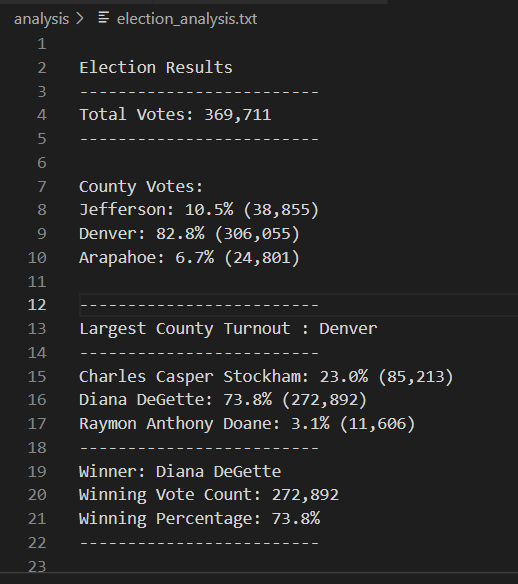 analysis > election_analysis.txt
1
2 Election Results
3 -------------------------
4 Total Votes: 369,711
5 -------------------------
6
7 County Votes:
8 Jefferson: 10.5% (38,855)
9 Denver: 82.8% (306,055)
10 Arapahoe: 6.7% (24,801)
11
12 -------------------------
13 Largest County Turnout : Denver
14 -------------------------
15 Charles Casper Stockham: 23.0% (85,213)
16 Diana DeGette: 73.8% (272,892)
17 Raymon Anthony Doane: 3.1% (11,606)
18 -------------------------
19 Winner: Diana DeGette
20 Winning Vote Count: 272,892
21 Winning Percentage: 73.8%
22 -------------------------
23